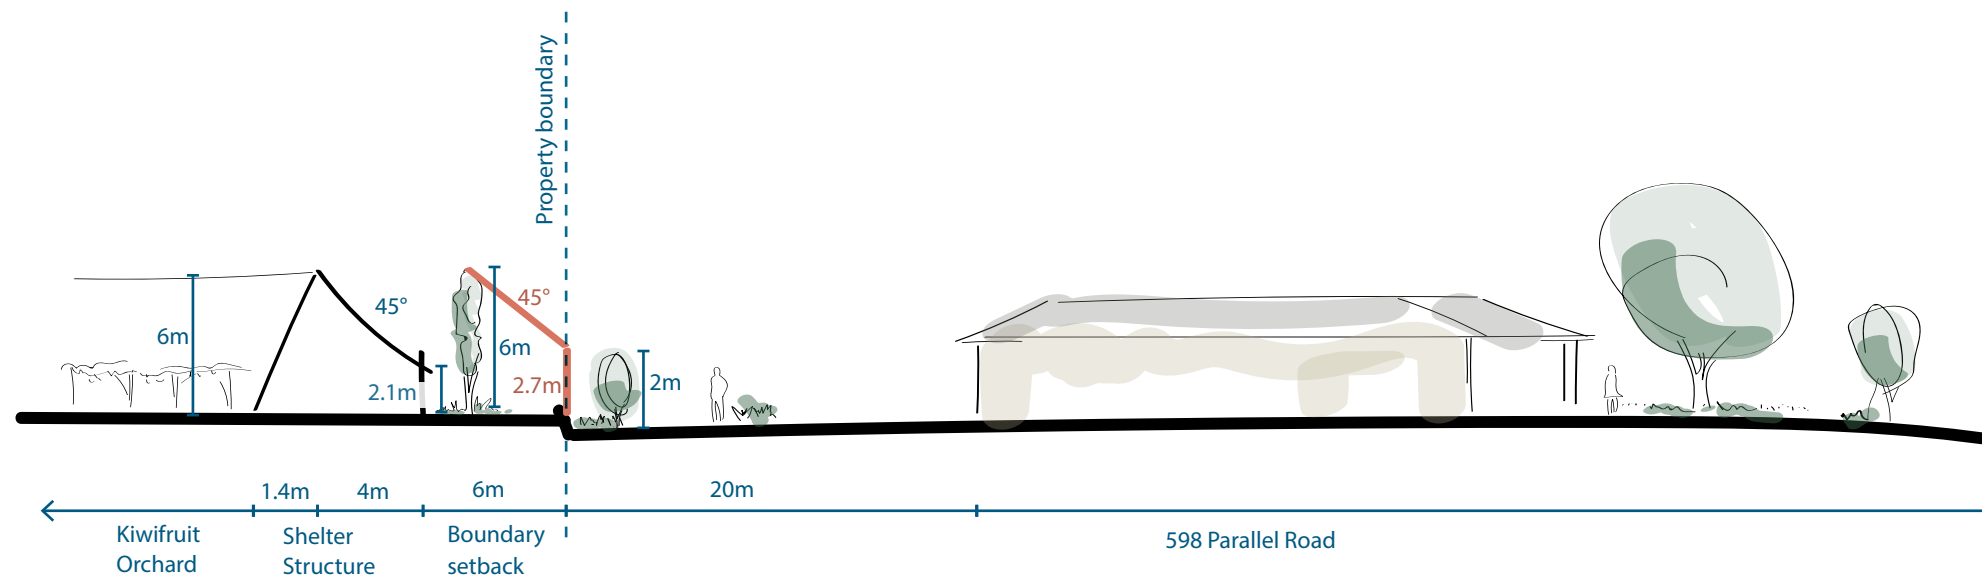 Property boundary
45°
45°
6m
6m
2.1m
2.7m
2m
1.4m
4m
6m
20m
Kiwifruit
Orchard
Shelter
Structure
Boundary
setback
598 Parallel Road